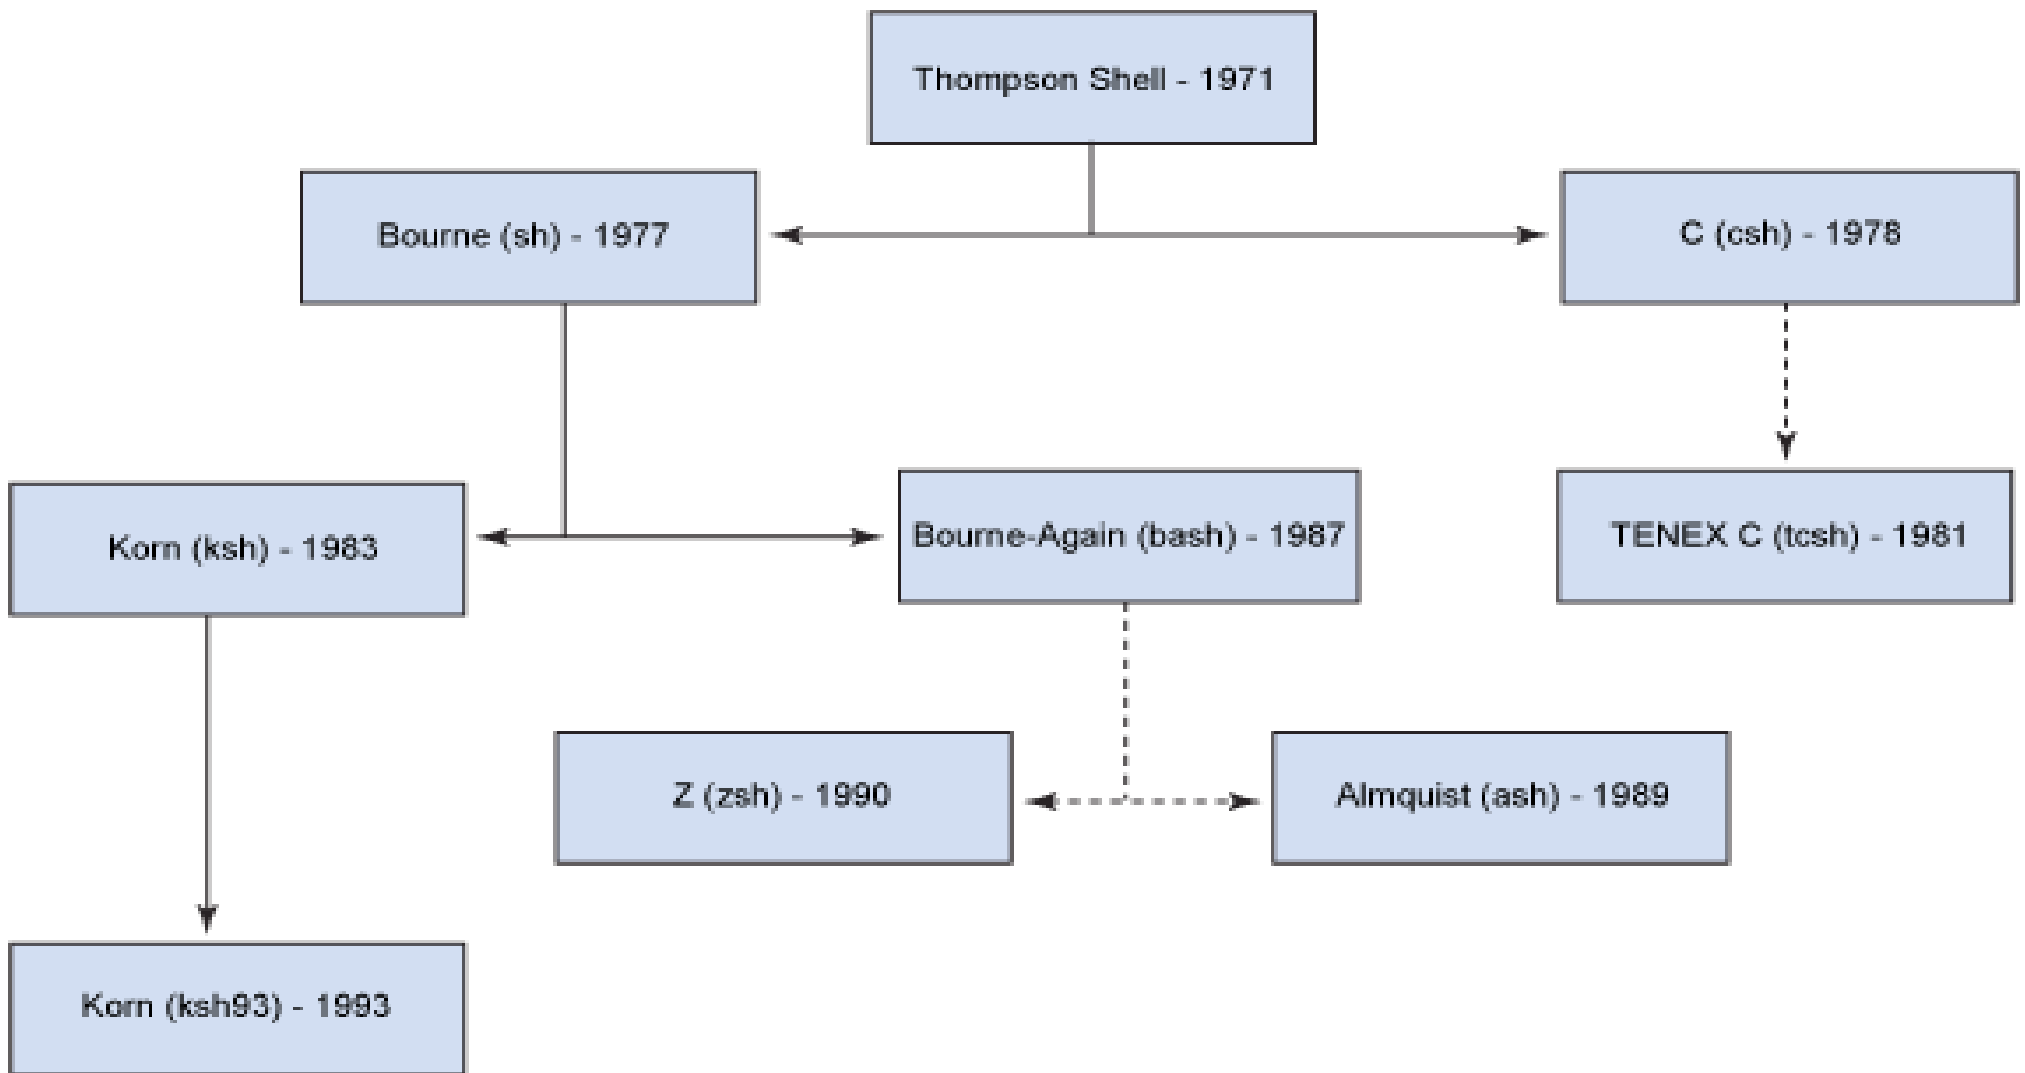 Thompson Shell - 1971
Bourne (sh) - 1977
C (csh) - 1978
Korn (ksh) - 1983
Bourne-Again (bash) - 1987
TENEX C (tcsh) - 1981
Z (zsh) - 1990
Almquist (ash) - 1989
Korn (ksh93) - 1993